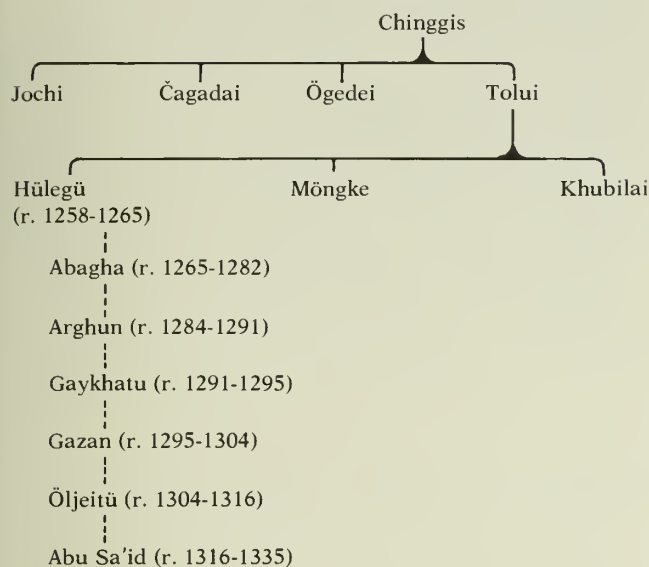 Chinggis
Jochi Čagadai Ögedei Tolui
Hülegü Möngke Khubilai
(r. 1258-1265)
Abagha (r. 1265-1282)
Arghun (r. 1284-1291)
Gaykhatu (r. 1291-1295)
Gazan (r. 1295-1304)
Öljeitü (r. 1304-1316)
Abu Sa'id (r. 1316-1335)